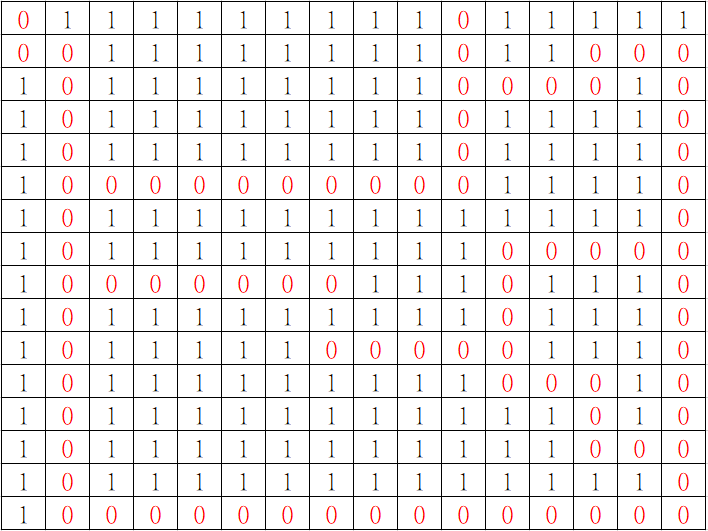 0 1 1 1 1 1 1 1 1 1 0 1 1 1 1 1
0 0 1 1 1 1 1 1 1 1 0 1 1 0 0 0
1 0 1 1 1 1 1 1 1 1 0 0 0 0 1 0
1 0 1 1 1 1 1 1 1 1 0 1 1 1 1 0
1 0 1 1 1 1 1 1 1 1 0 1 1 1 1 0
1 0 0 0 0 0 0 0 0 0 0 1 1 1 1 0
1 0 1 1 1 1 1 1 1 1 1 1 1 1 1 0
1 0 1 1 1 1 1 1 1 1 1 0 0 0 0 0
1 0 0 0 0 0 0 0 1 1 1 0 1 1 1 0
1 0 1 1 1 1 1 1 1 1 1 0 1 1 1 0
1 0 1 1 1 1 1 0 0 0 0 0 1 1 1 0
1 0 1 1 1 1 1 1 1 1 1 0 0 0 1 0
1 0 1 1 1 1 1 1 1 1 1 1 1 0 1 0
1 0 1 1 1 1 1 1 1 1 1 1 1 0 0 0
1 0 1 1 1 1 1 1 1 1 1 1 1 1 1 0
1 0 0 0 0 0 0 0 0 0 0 0 0 0 0 0